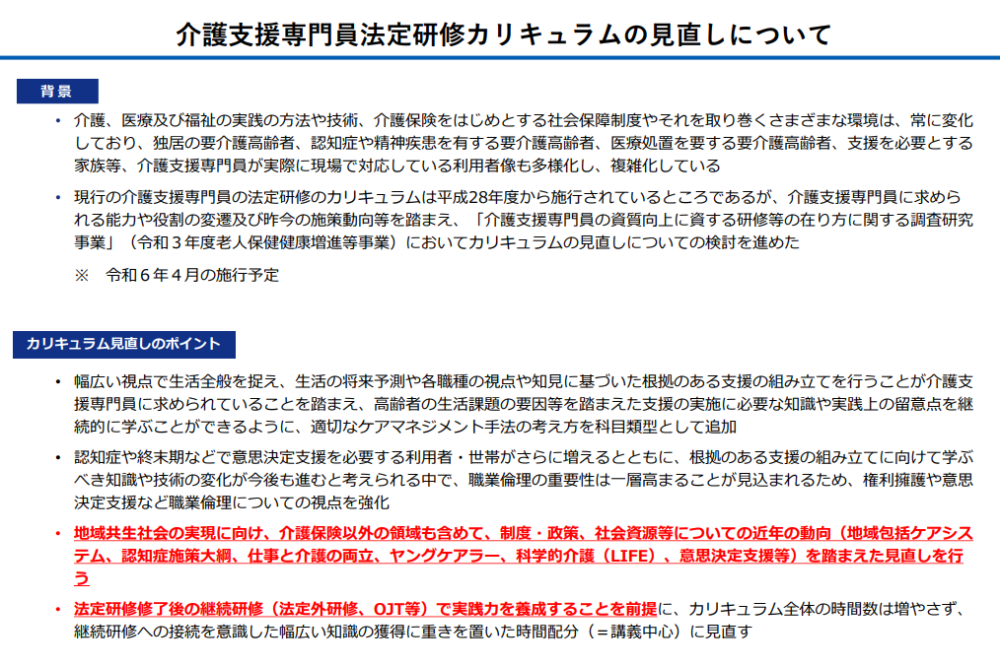 介護支援専門員法定研修カリキュラムの見直しについて
背 景
• 介護、医療及び福祉の実践の方法や技術、介護保険をはじめとする社会保障制度やそれを取り巻くさまざまな環境は、常に変化
しており、独居の要介護高齢者、認知症や精神疾患を有する要介護高齢者、医療処置を要する要介護高齢者、支援を必要とする
家族等、介護支援専門員が実際に現場で対応している利用者像も多様化し、複雑化している
• 現行の介護支援専門員の法定研修のカリキュラムは平成28年度から施行されているところであるが、介護支援専門員に求めら
れる能力や役割の変遷及び昨今の施策動向等を踏まえ、「介護支援専門員の資質向上に資する研修等の在り方に関する調査研究
事業」（令和３年度老人保健健康増進等事業）においてカリキュラムの見直しについての検討を進めた
※　令和６年４月の施行予定
カリキュラム見直しのポイント
• 幅広い視点で生活全般を捉え、生活の将来予測や各職種の視点や知見に基づいた根拠のある支援の組み立てを行うことが介護支
援専門員に求められていることを踏まえ、高齢者の生活課題の要因等を踏まえた支援の実施に必要な知識や実践上の留意点を継
続的に学ぶことができるように、適切なケアマネジメント手法の考え方を科目類型として追加
• 認知症や終末期などで意思決定支援を必要する利用者・世帯がさらに増えるとともに、根拠のある支援の組み立てに向けて学ぶ
べき知識や技術の変化が今後も進むと考えられる中で、職業倫理の重要性は一層高まることが見込まれるため、権利擁護や意思
決定支援など職業倫理についての視点を強化
• 地域共生社会の実現に向け、介護保険以外の領域も含めて、制度・政策、社会資源等についての近年の動向（地域包括ケアシス
テム、認知症施策大綱、仕事と介護の両立、ヤングケアラー、科学的介護（LIFE）、意思決定支援等）を踏まえた見直しを行
う
• 法定研修修了後の継続研修（法定外研修、OJT等）で実践力を養成することを前提に、カリキュラム全体の時間数は増やさず、
継続研修への接続を意識した幅広い知識の獲得に重きを置いた時間配分（＝講義中心）に見直す